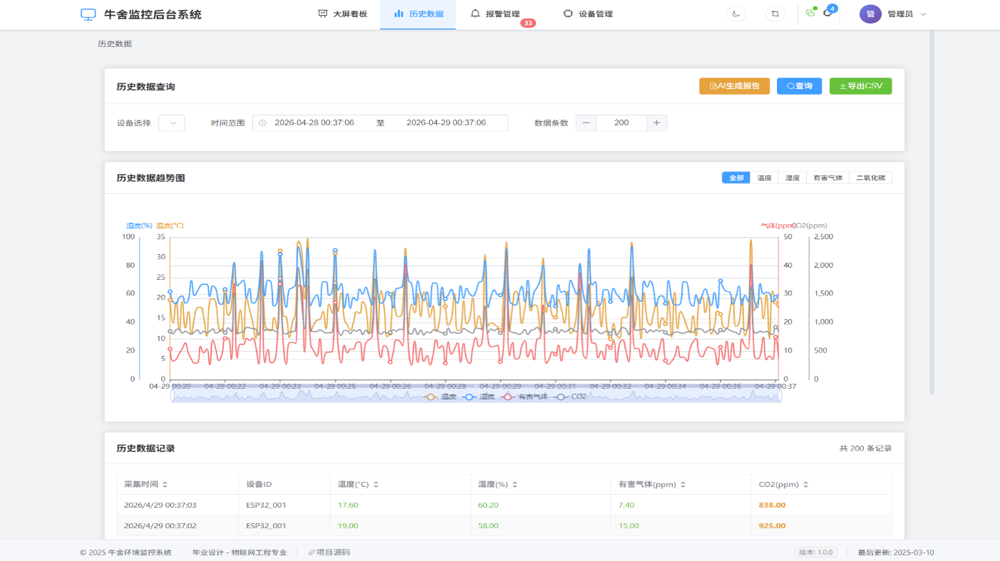 牛舍监控后台系统 大屏看板 历史数据 报警管理 33 设备管理 4 管 管理员
历史数据
历史数据查询 AI生成报告 查询 导出CSV
设备选择 时间范围 2026-04-28 00:37:06 至 2026-04-29 00:37:06 数据条数 200
历史数据趋势图 全部 温度 湿度 有害气体 二氧化碳
湿度(%) 温度(°C) 气体(ppm) CO2(ppm)
100 35 50 2,500
30
80 40 2,000
25
60 20 30 1,500
15
40 20 1,000
10
20 5 10 500
0 0 0 0
04-29 00:20 04-29 00:22 04-29 00:23 04-29 00:25 04-29 00:26 04-29 00:28 04-29 00:29 04-29 00:31 04-29 00:32 04-29 00:34 04-29 00:35 04-29 00:37
温度 湿度 有害气体 CO2
历史数据记录 共 200 条记录
采集时间 设备ID 温度(°C) 湿度(%) 有害气体(ppm) CO2(ppm)
2026/4/29 00:37:03 ESP32_001 17.60 60.20 7.40 838.00
2026/4/29 00:37:02 ESP32_001 19.00 58.00 15.00 925.00
© 2025 牛舍环境监控系统 毕业设计 - 物联网工程专业 项目源码 版本: 1.0.0 最后更新: 2025-03-10